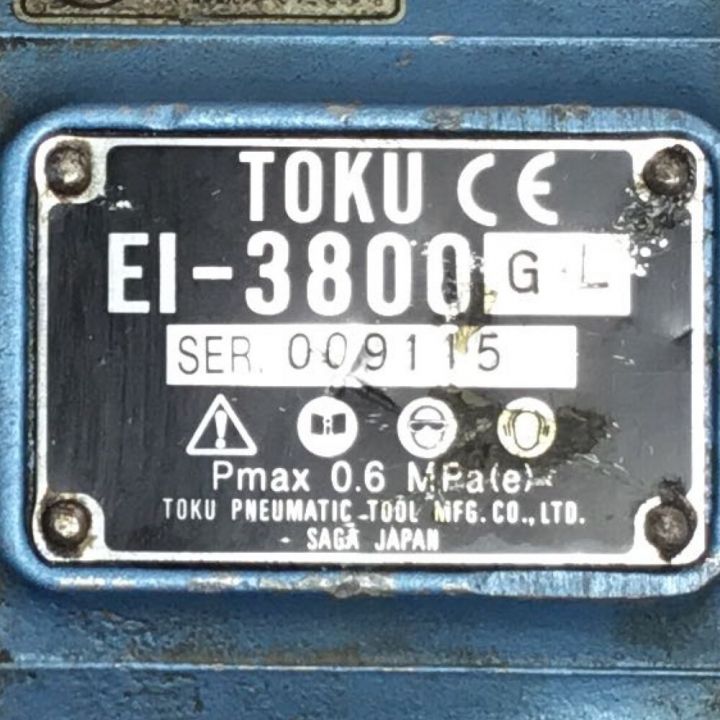 TOKU CE
EI-3800 G L
SER. 009115
Pmax 0.6 MPa(e)
TOKU PNEUMATIC TOOL MFG. CO., LTD.
SAGA JAPAN